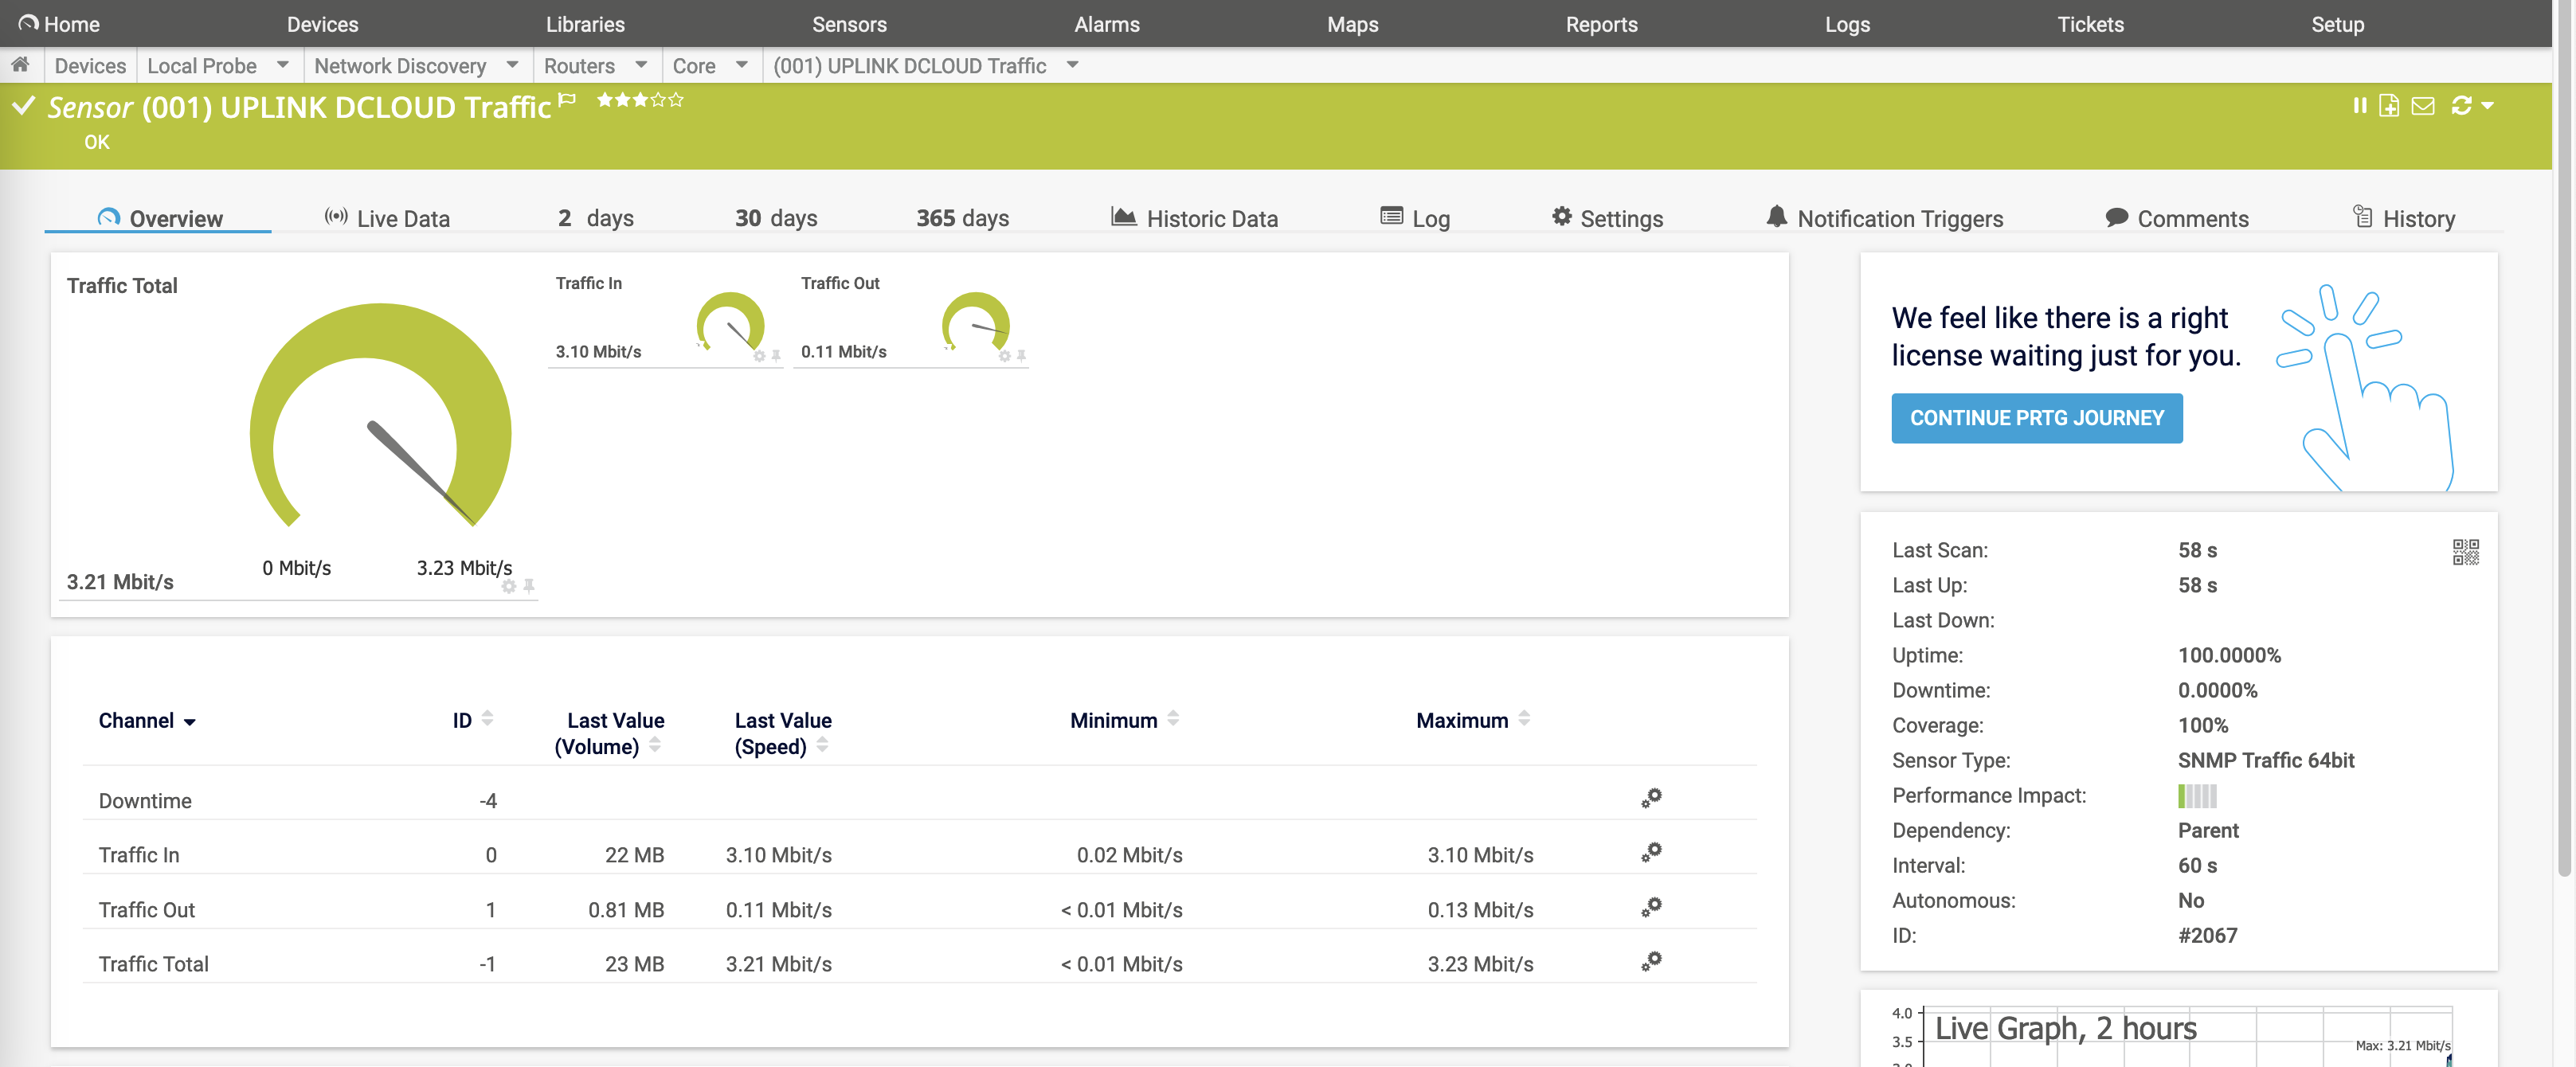 Home Devices Libraries Sensors Alarms Maps Reports Logs Tickets Setup
Devices Local Probe Network Discovery Routers Core (001) UPLINK DCLOUD Traffic
Sensor (001) UPLINK DCLOUD Traffic
OK
Overview Live Data 2 days 30 days 365 days Historic Data Log Settings Notification Triggers Comments History
Traffic Total
0 Mbit/s 3.23 Mbit/s
3.21 Mbit/s
Traffic In
3.10 Mbit/s
Traffic Out
0.11 Mbit/s
We feel like there is a right
license waiting just for you.
CONTINUE PRTG JOURNEY
Channel ID Last Value Last Value Minimum Maximum
(Volume) (Speed)
Downtime -4
Traffic In 0 22 MB 3.10 Mbit/s 0.02 Mbit/s 3.10 Mbit/s
Traffic Out 1 0.81 MB 0.11 Mbit/s < 0.01 Mbit/s 0.13 Mbit/s
Traffic Total -1 23 MB 3.21 Mbit/s < 0.01 Mbit/s 3.23 Mbit/s
Last Scan: 58 s
Last Up: 58 s
Last Down:
Uptime: 100.0000%
Downtime: 0.0000%
Coverage: 100%
Sensor Type: SNMP Traffic 64bit
Performance Impact:
Dependency: Parent
Interval: 60 s
Autonomous: No
ID: #2067
4.0
Live Graph, 2 hours
3.5
Max: 3.21 Mbit/s